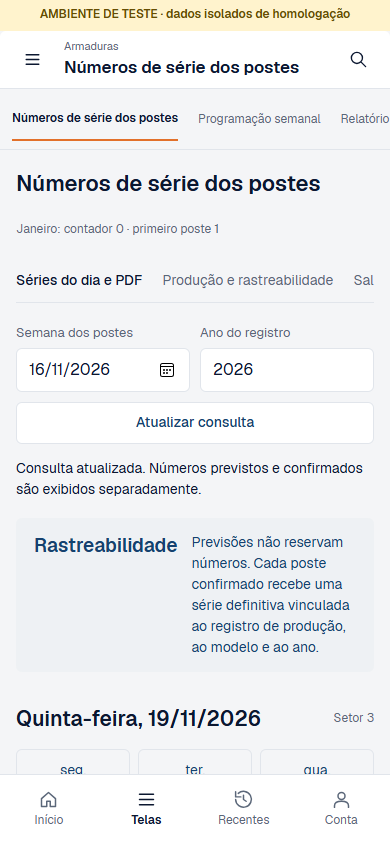 AMBIENTE DE TESTE · dados isolados de homologação
Armaduras
Números de série dos postes
Números de série dos postes
Programação semanal
Relatório
Números de série dos postes
Janeiro: contador 0 · primeiro poste 1
Séries do dia e PDF
Produção e rastreabilidade
Sal
Semana dos postes
Ano do registro
16/11/2026
2026
Atualizar consulta
Consulta atualizada. Números previstos e confirmados
são exibidos separadamente.
Rastreabilidade
Previsões não reservam
números. Cada poste
confirmado recebe uma
série definitiva vinculada
ao registro de produção,
ao modelo e ao ano.
Quinta-feira, 19/11/2026
Setor 3
seg
ter
qua
Início
Telas
Recentes
Conta